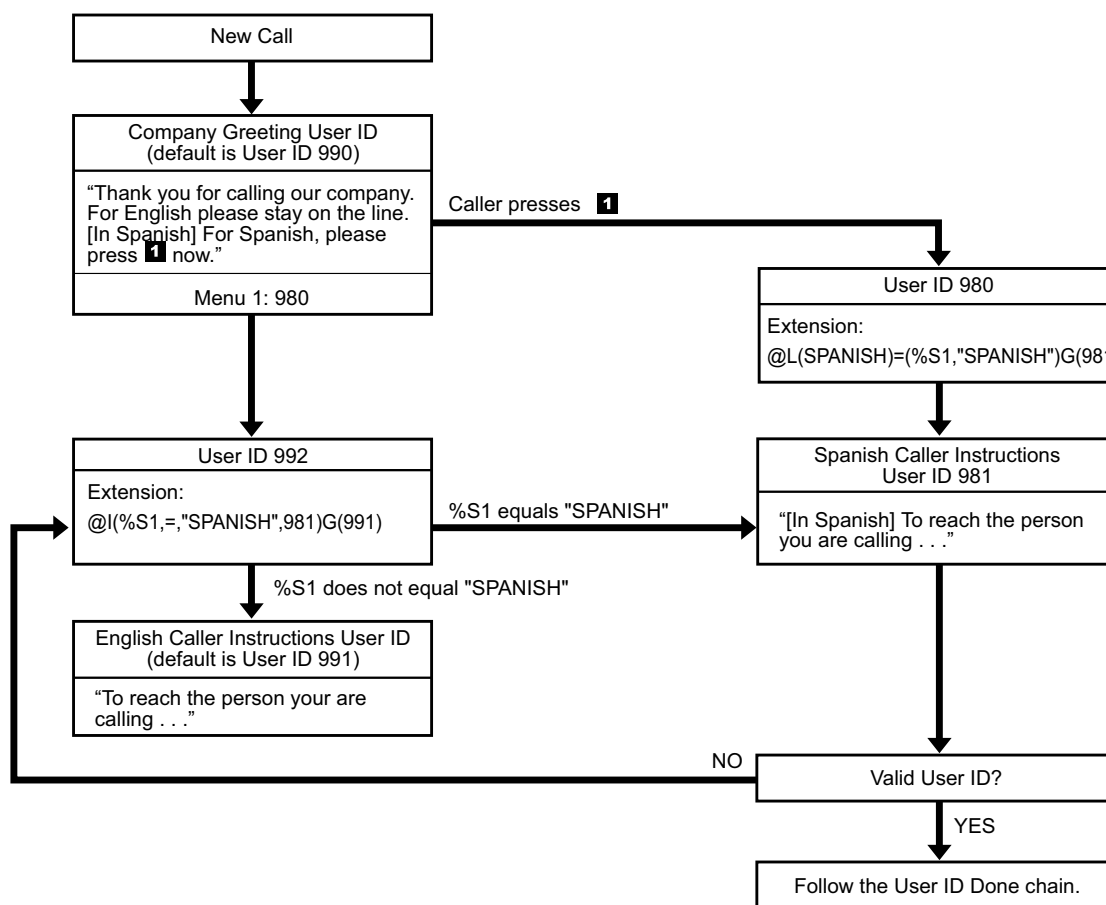 New Call
Company Greeting User ID
(default is User ID 990)
“Thank you for calling our company.
For English please stay on the line.
[In Spanish] For Spanish, please
press 1 now.”
Menu 1: 980
Caller presses 1
User ID 980
Extension:
@L(SPANISH)=(%S1,"SPANISH")G(981
User ID 992
Extension:
@I(%S1,=,"SPANISH",981)G(991)
%S1 equals "SPANISH"
Spanish Caller Instructions
User ID 981
“[In Spanish] To reach the person
you are calling . . .”
%S1 does not equal "SPANISH"
English Caller Instructions User ID
(default is User ID 991)
“To reach the person your are
calling . . .”
NO
Valid User ID?
YES
Follow the User ID Done chain.